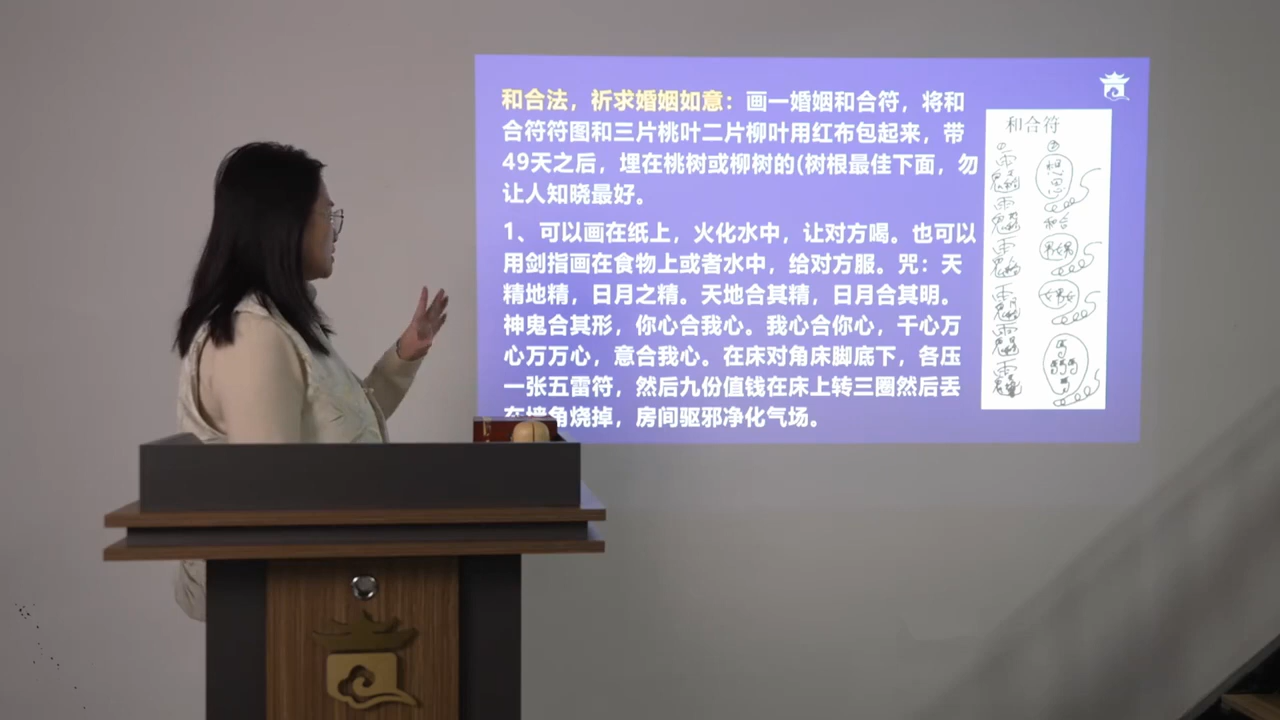 和合法，祈求婚姻如意：画一婚姻和合符，将和
合符符图和三片桃叶二片柳叶用红布包起来，带
49天之后，埋在桃树或柳树的(树根最佳下面，勿
让人知晓最好。
1、可以画在纸上，火化水中，让对方喝。也可以
用剑指画在食物上或者水中，给对方服。咒：天
精地精，日月之精。天地合其精，日月合其明。
神鬼合其形，你心合我心。我心合你心，千心万
心万万心，意合我心。在床对角床脚底下，各压
一张五雷符，然后九份值钱在床上转三圈然后丢
在墙角烧掉，房间驱邪净化气场。
和合符
想
思
和合
男女男
女男女